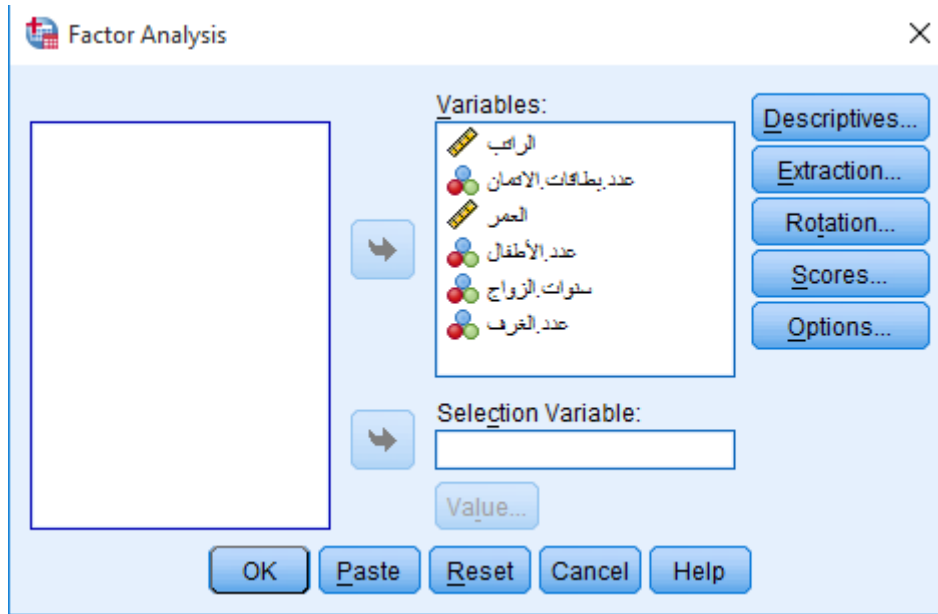 Factor Analysis
Variables:
الراتب
عدد.بطاقات.الائتمان
العمر
عدد.الأطفال
سنوات.الزواج
عدد.الغرف
Descriptives...
Extraction...
Rotation...
Scores...
Options...
Selection Variable:
Value...
OK Paste Reset Cancel Help